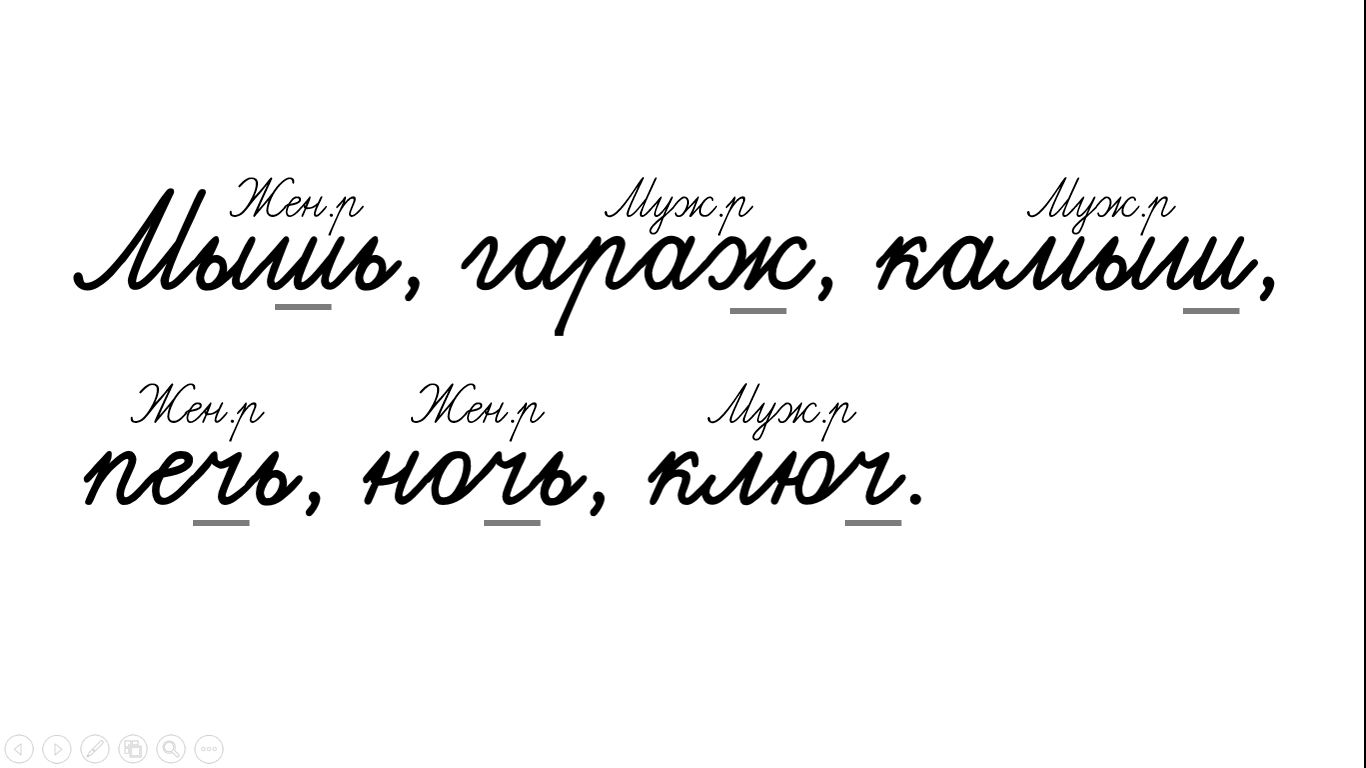 Жен.р Муж.р Муж.р
Мышь, гараж, камыш,
Жен.р Жен.р Муж.р
печь, ночь, ключ.